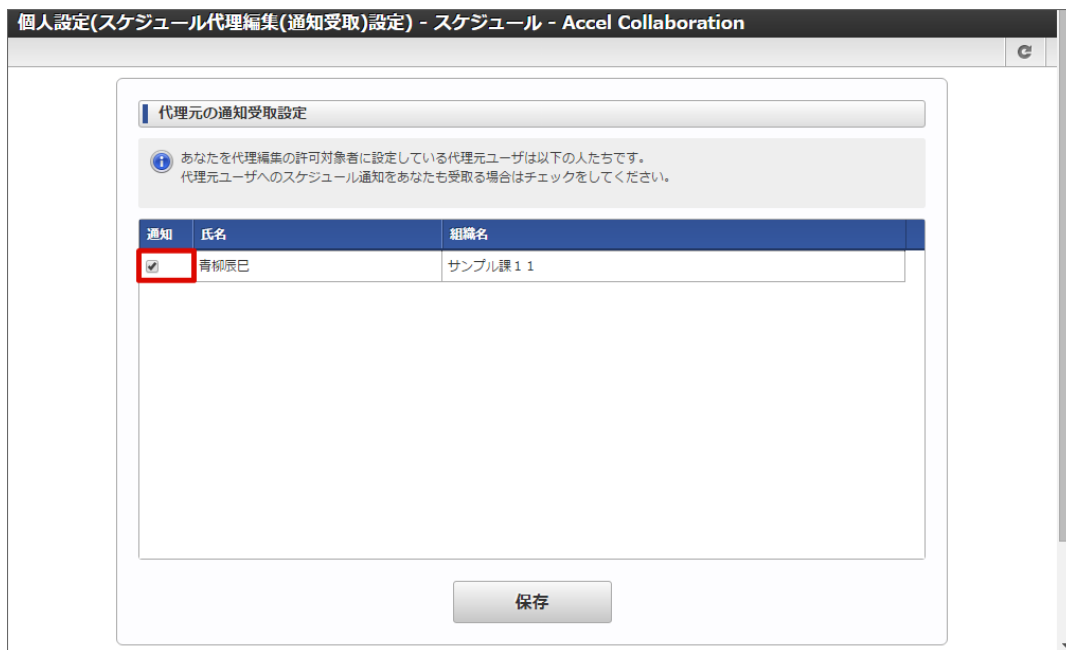 個人設定(スケジュール代理編集(通知受取)設定) - スケジュール - Accel Collaboration
代理元の通知受取設定
あなたを代理編集の許可対象者に設定している代理元ユーザは以下の人たちです。
代理元ユーザへのスケジュール通知をあなたも受取る場合はチェックをしてください。
通知 氏名 組織名
青柳辰巳 サンプル課１１
保存